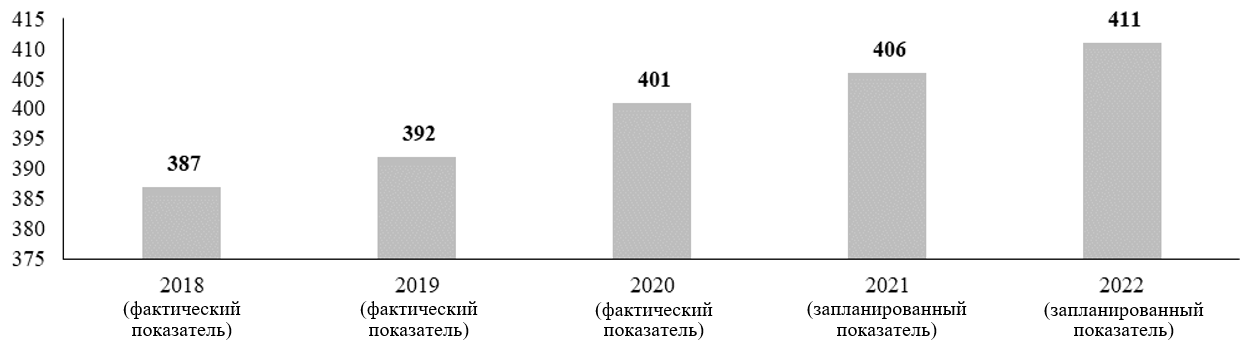 415
410
405
400
395
390
385
380
375
387
392
401
406
411
2018
(фактический
показатель)
2019
(фактический
показатель)
2020
(фактический
показатель)
2021
(запланированный
показатель)
2022
(запланированный
показатель)